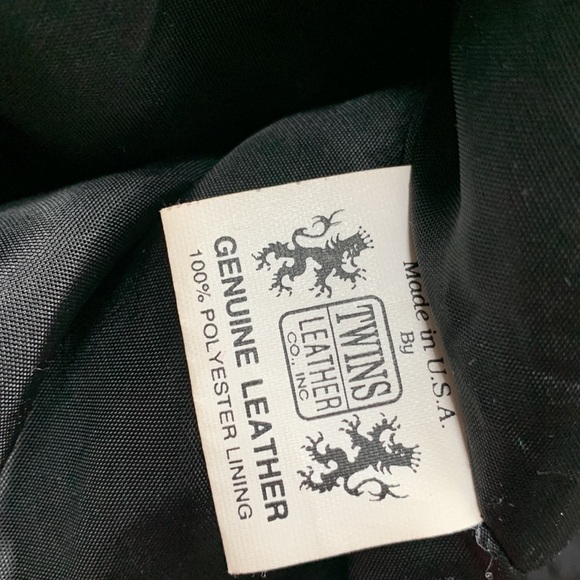 Made in U.S.A.
By
TWINS
LEATHER
CO., INC
GENUINE LEATHER
100% POLYESTER LINING